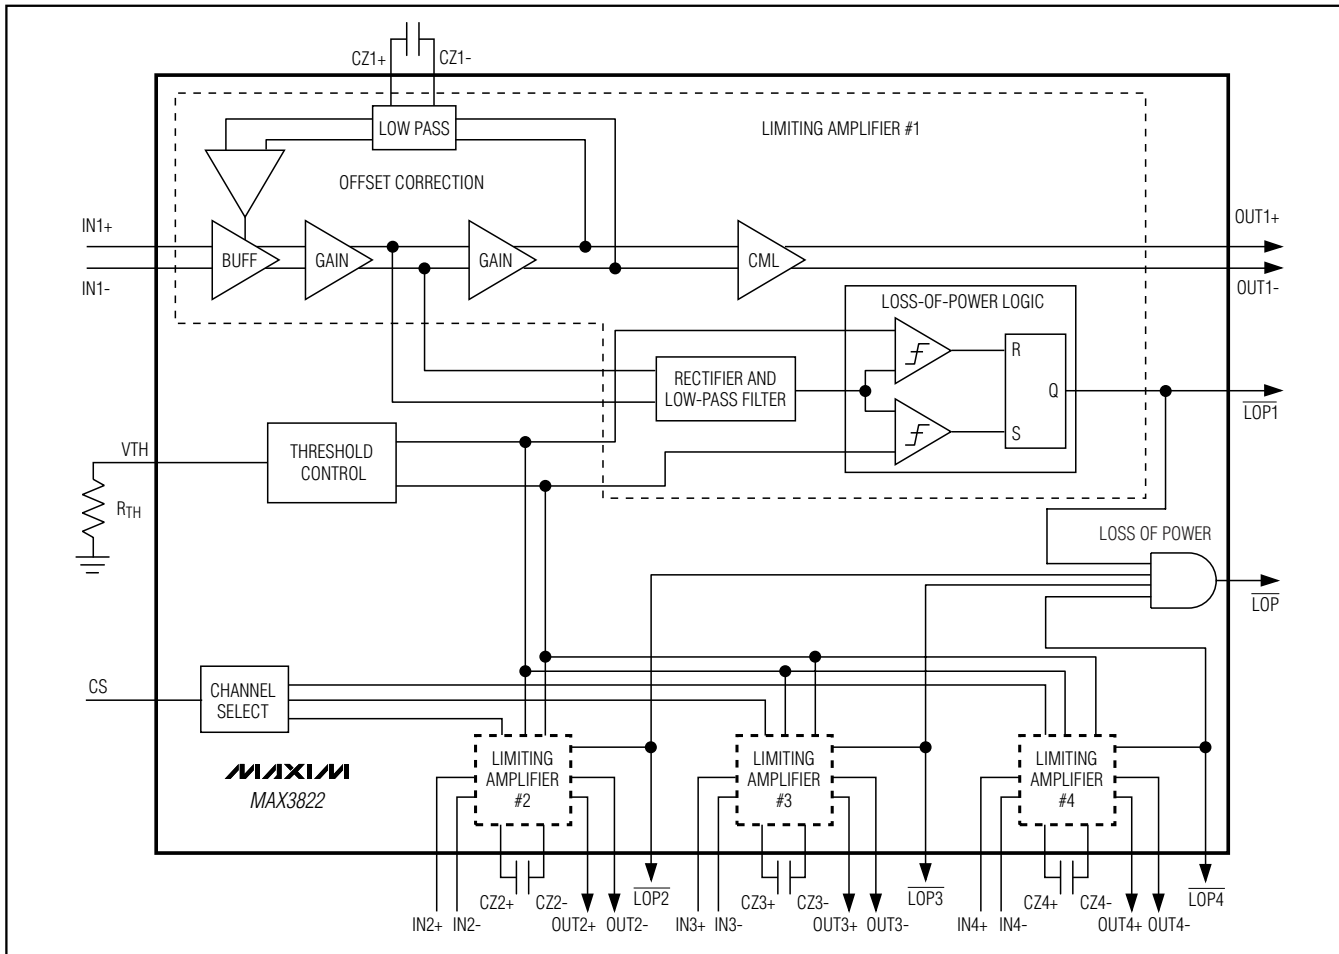 CZ1+
CZ1-
LOW PASS
LIMITING AMPLIFIER #1
OFFSET CORRECTION
IN1+
IN1-
BUFF
GAIN
GAIN
CML
OUT1+
OUT1-
LOSS-OF-POWER LOGIC
RECTIFIER AND
LOW-PASS FILTER
R
Q
S
LOP1
VTH
THRESHOLD
CONTROL
RTH
LOSS OF POWER
LOP
CS
CHANNEL
SELECT
MAXIM
MAX3822
LIMITING
AMPLIFIER
#2
LIMITING
AMPLIFIER
#3
LIMITING
AMPLIFIER
#4
IN2+
IN2-
CZ2+
CZ2-
OUT2+
OUT2-
LOP2
IN3+
IN3-
CZ3+
CZ3-
OUT3+
OUT3-
LOP3
IN4+
IN4-
CZ4+
CZ4-
OUT4+
OUT4-
LOP4